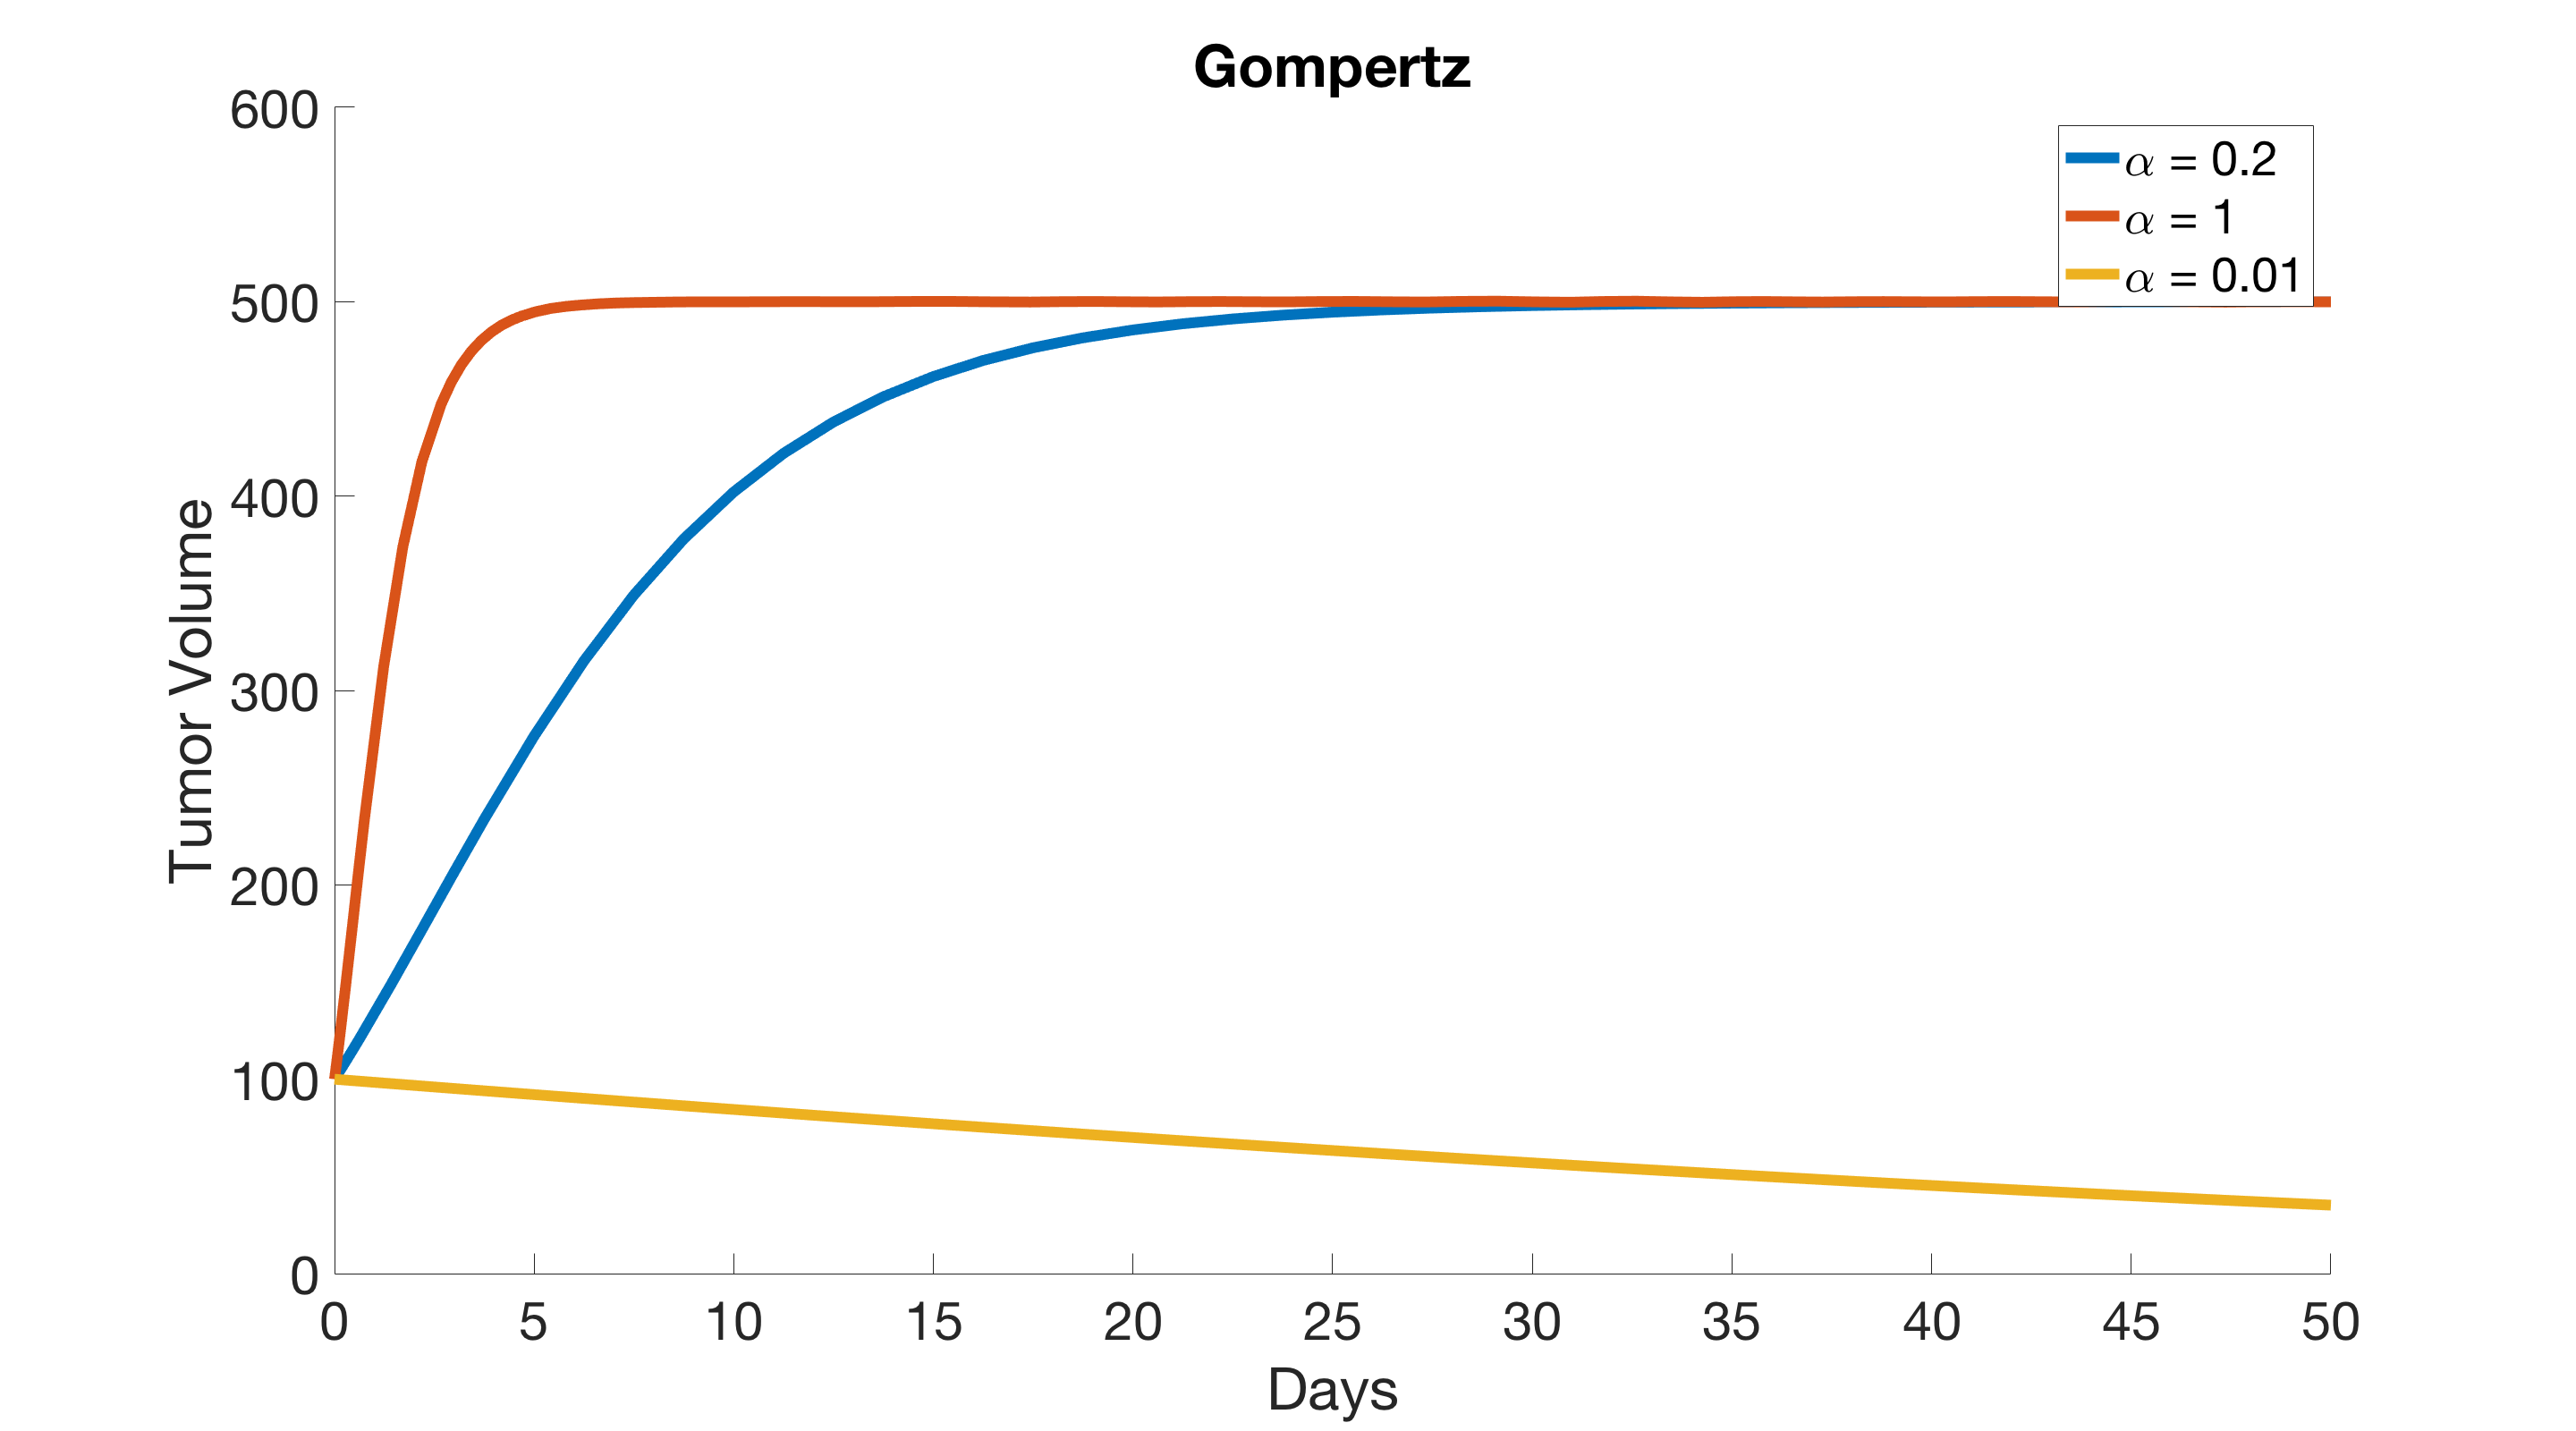 Gompertz
600
500
400
300
200
100
0
Tumor Volume
α = 0.2
α = 1
α = 0.01
0 5 10 15 20 25 30 35 40 45 50
Days